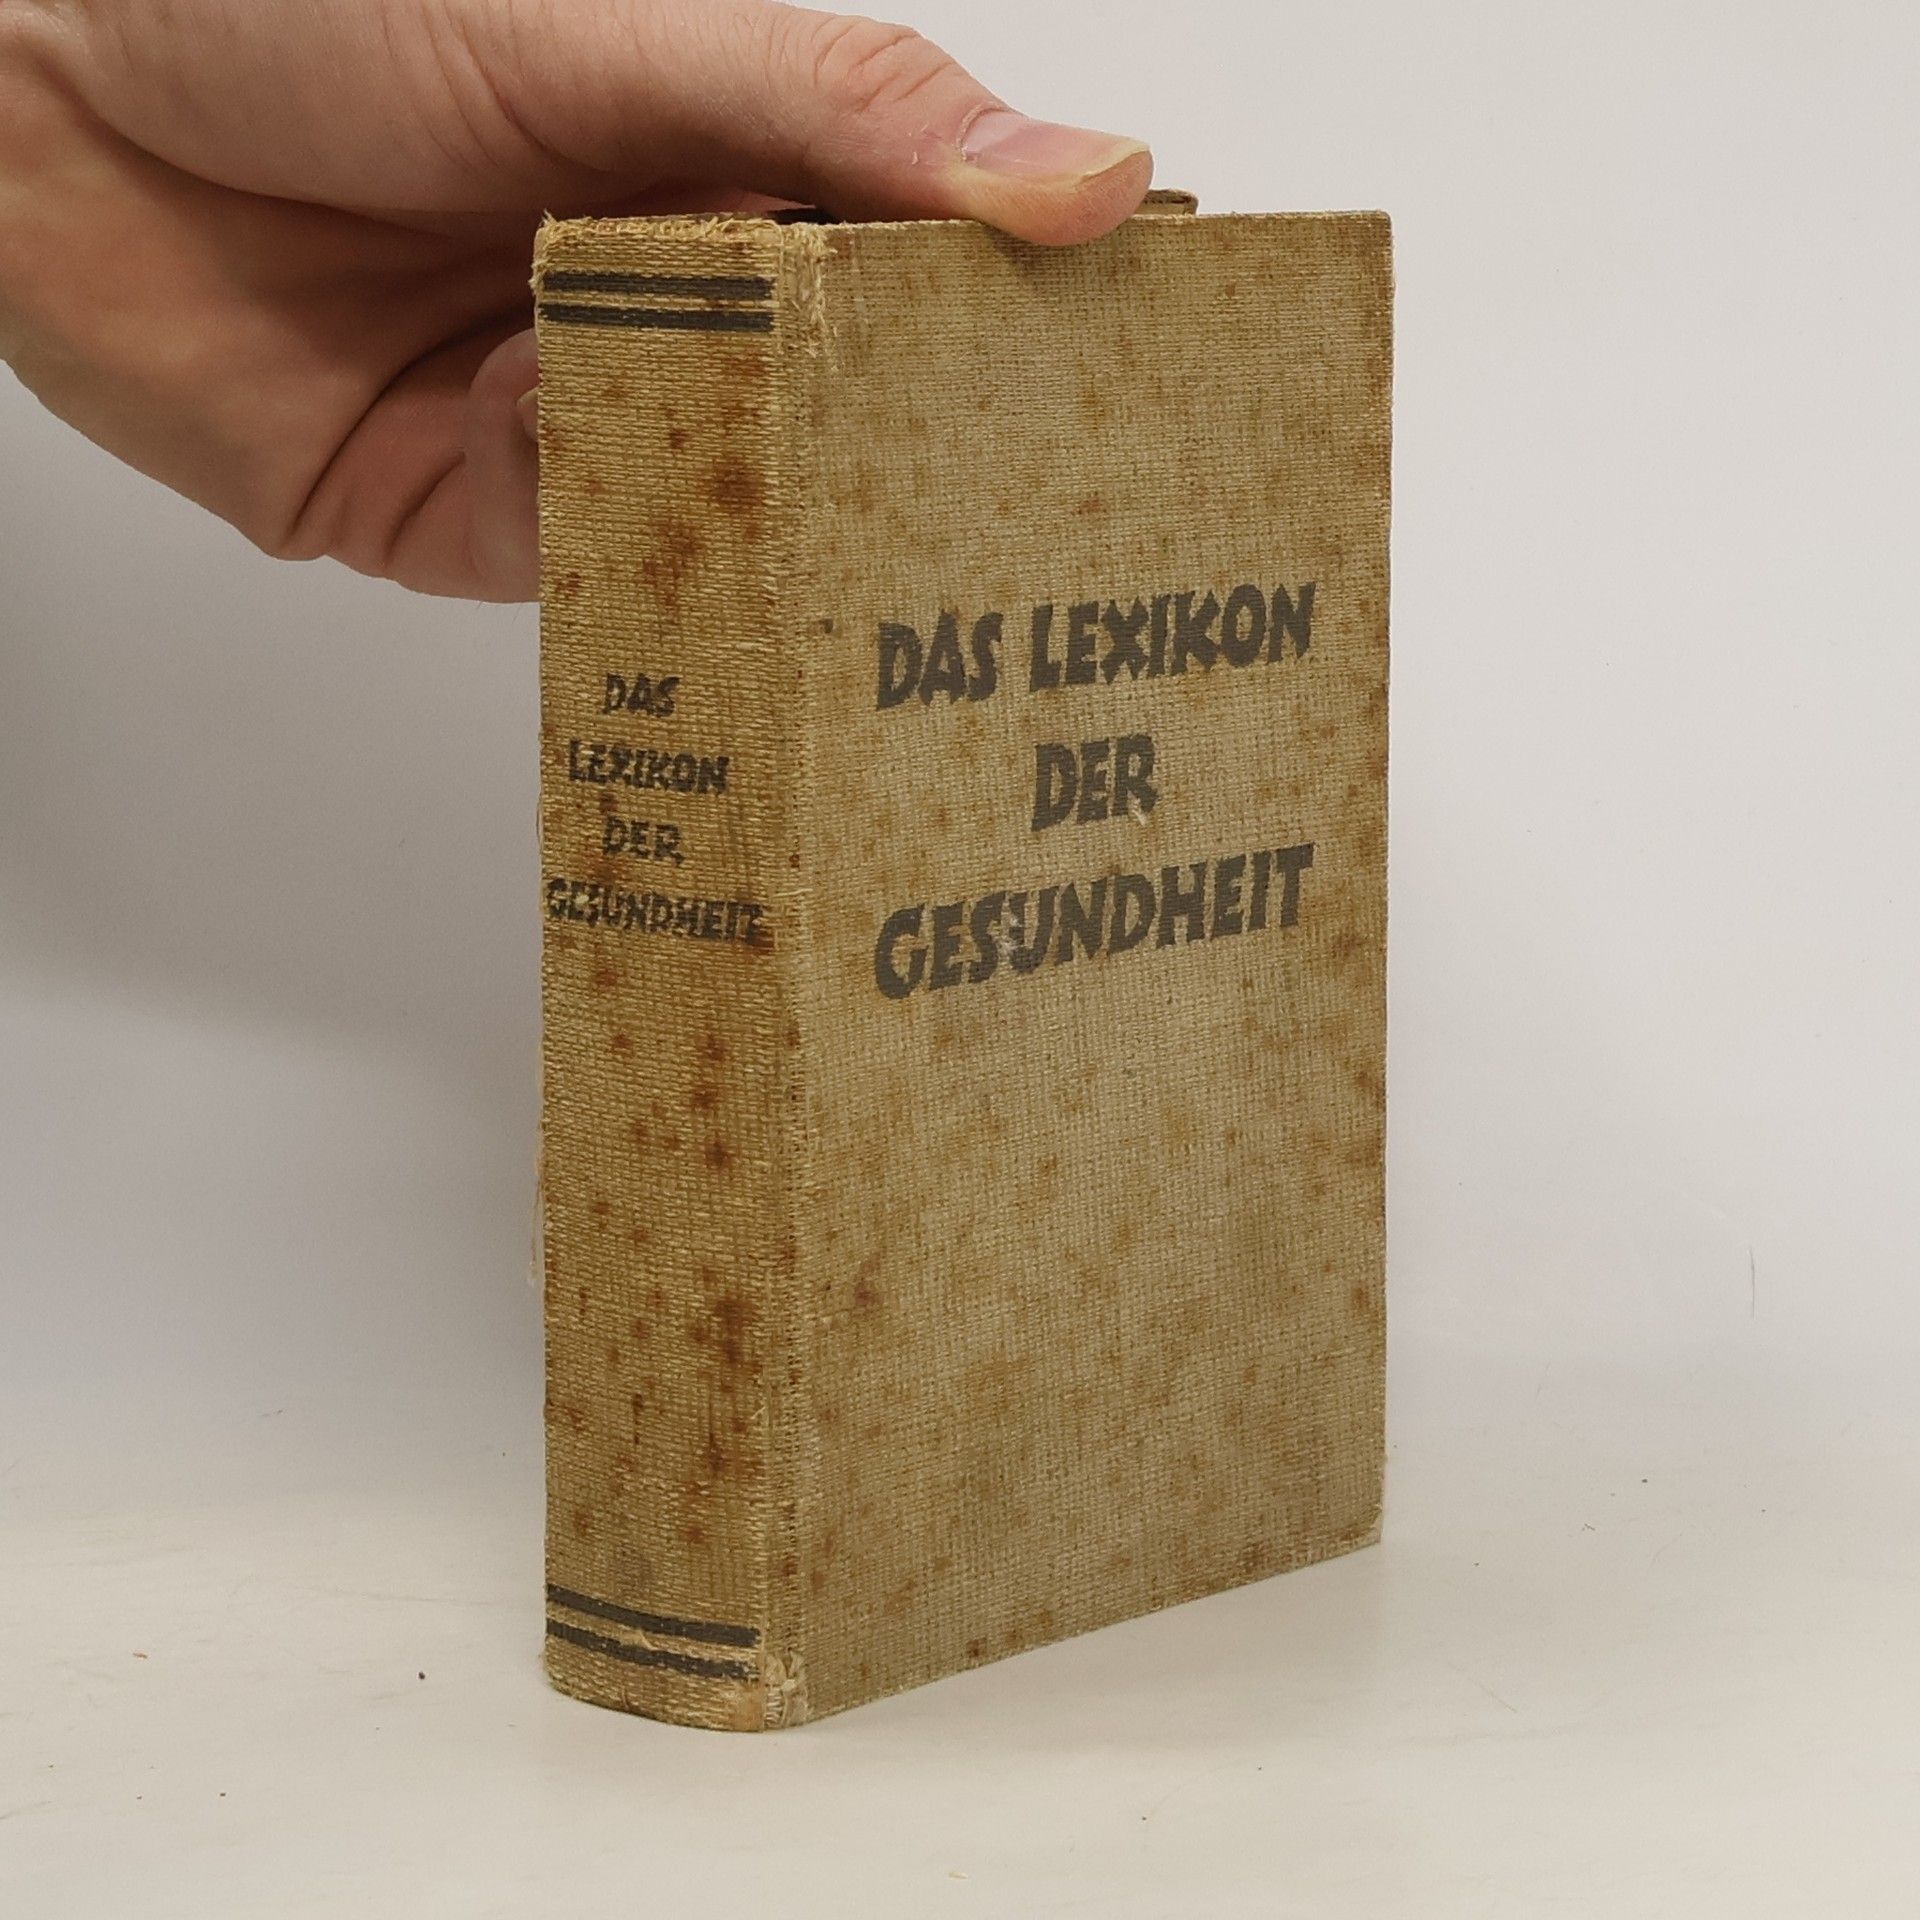 DAS
LEXIKON
DER
GESUNDHEIT
DAS LEXIKON
DER
GESUNDHEIT